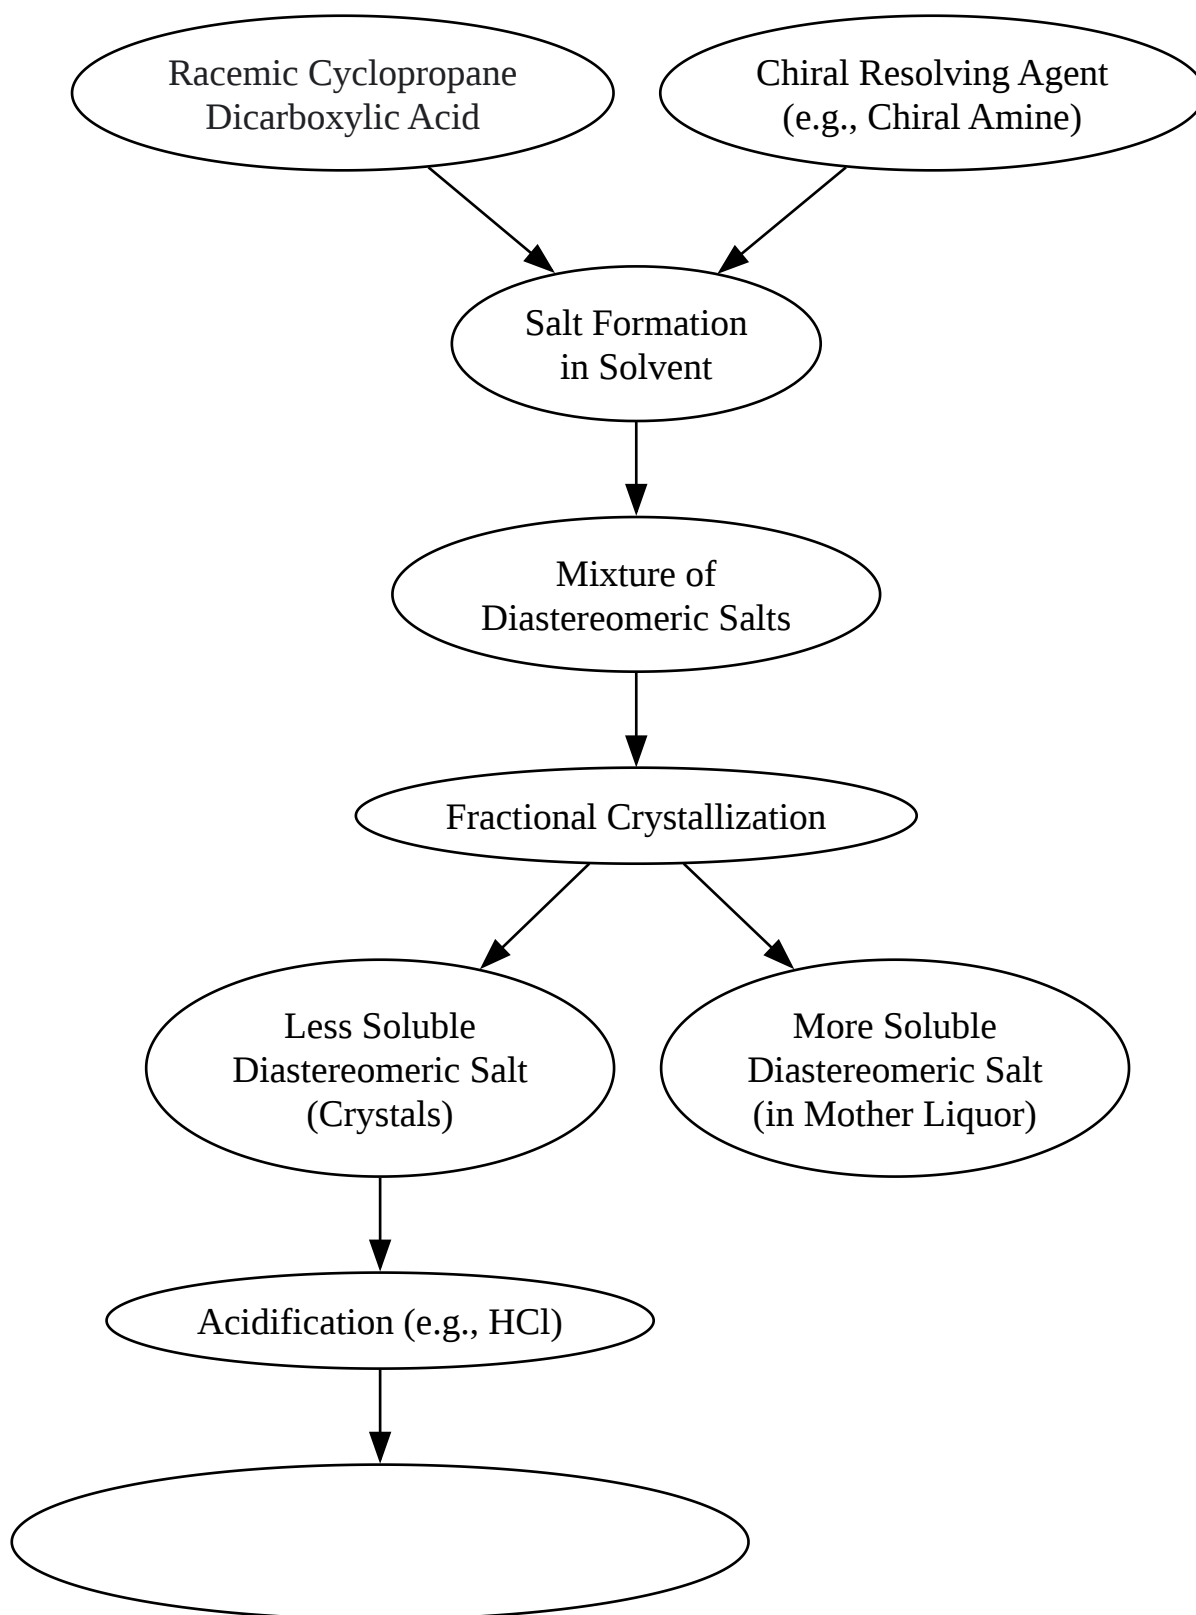 Racemic Cyclopropane
Dicarboxylic Acid
Chiral Resolving Agent
(e.g., Chiral Amine)
Salt Formation
in Solvent
Mixture of
Diastereomeric Salts
Fractional Crystallization
Less Soluble
Diastereomeric Salt
(Crystals)
More Soluble
Diastereomeric Salt
(in Mother Liquor)
Acidification (e.g., HCl)